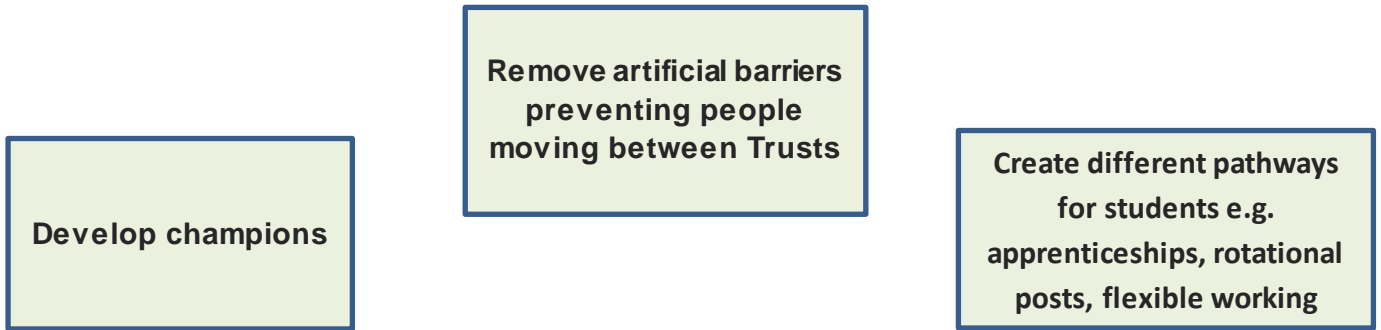 Remove artificial barriers
preventing people
moving between Trusts
Develop champions
Create different pathways
for students e.g.
apprenticeships, rotational
posts, flexible working